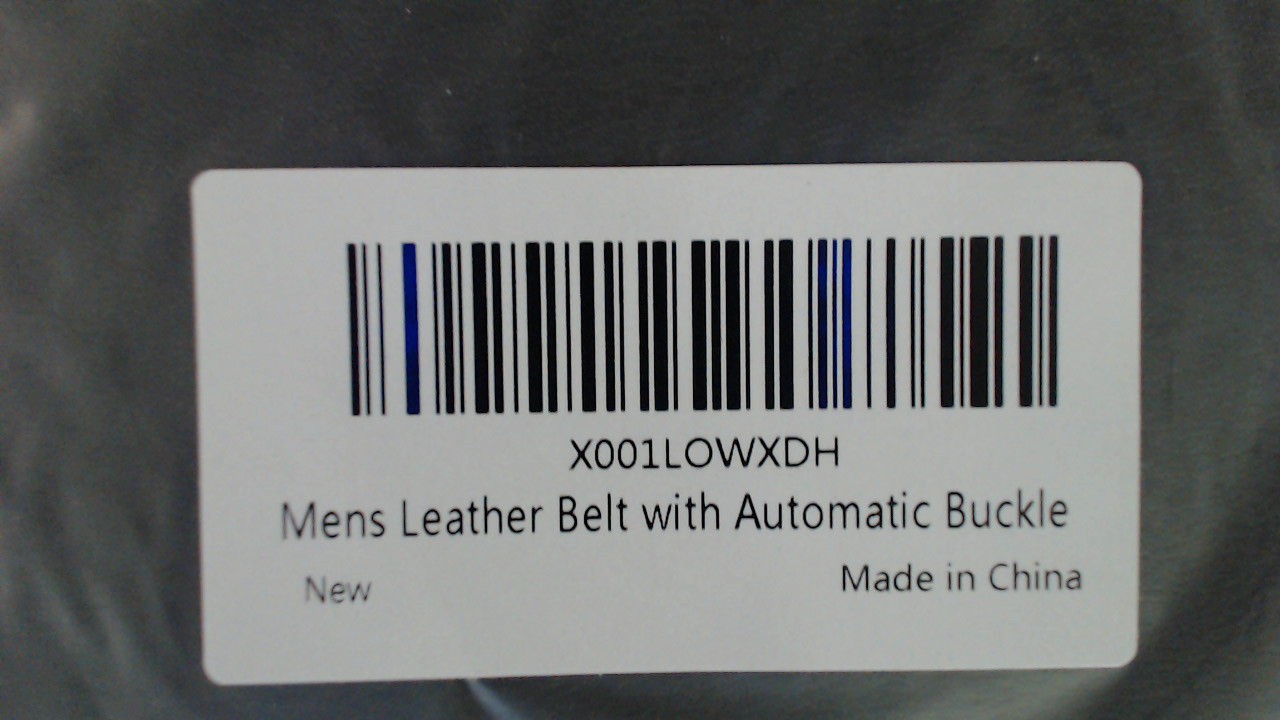 X001LOWXDH
Mens Leather Belt with Automatic Buckle
New
Made in China